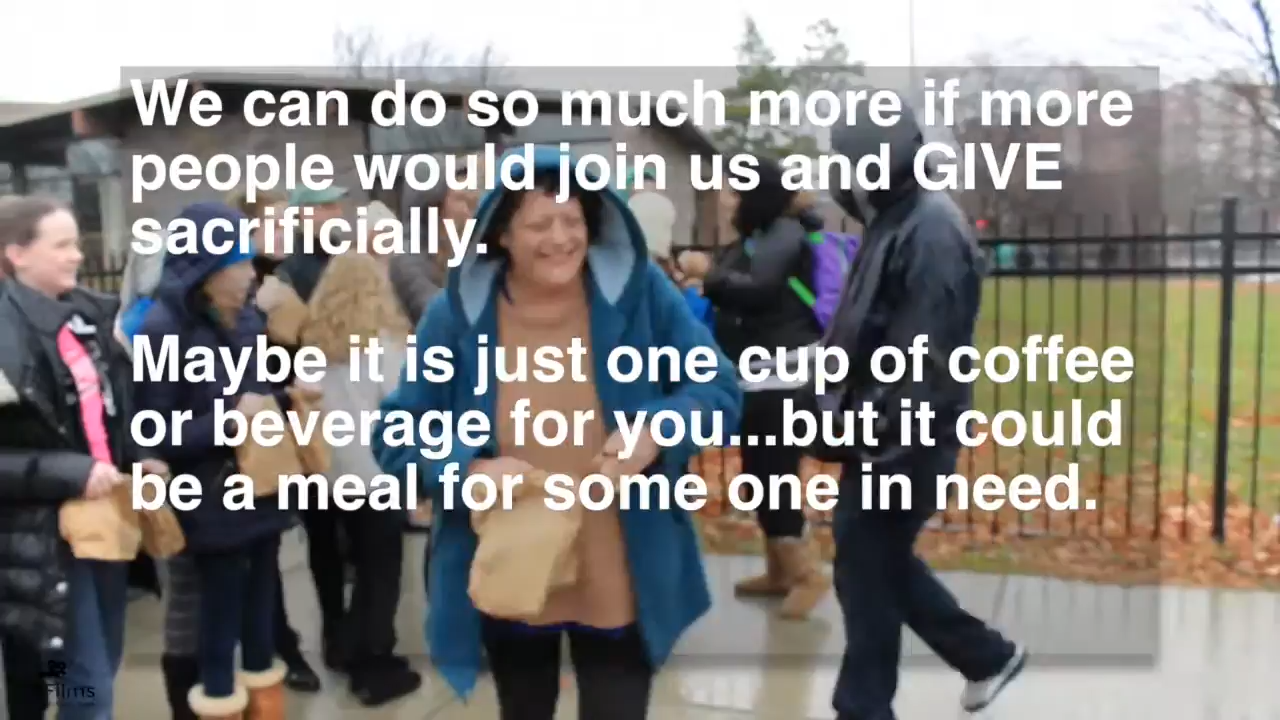 We can do so much more if more
people would join us and GIVE
sacrificially.
Maybe it is just one cup of coffee
or beverage for you...but it could
be a meal for some one in need.
Films